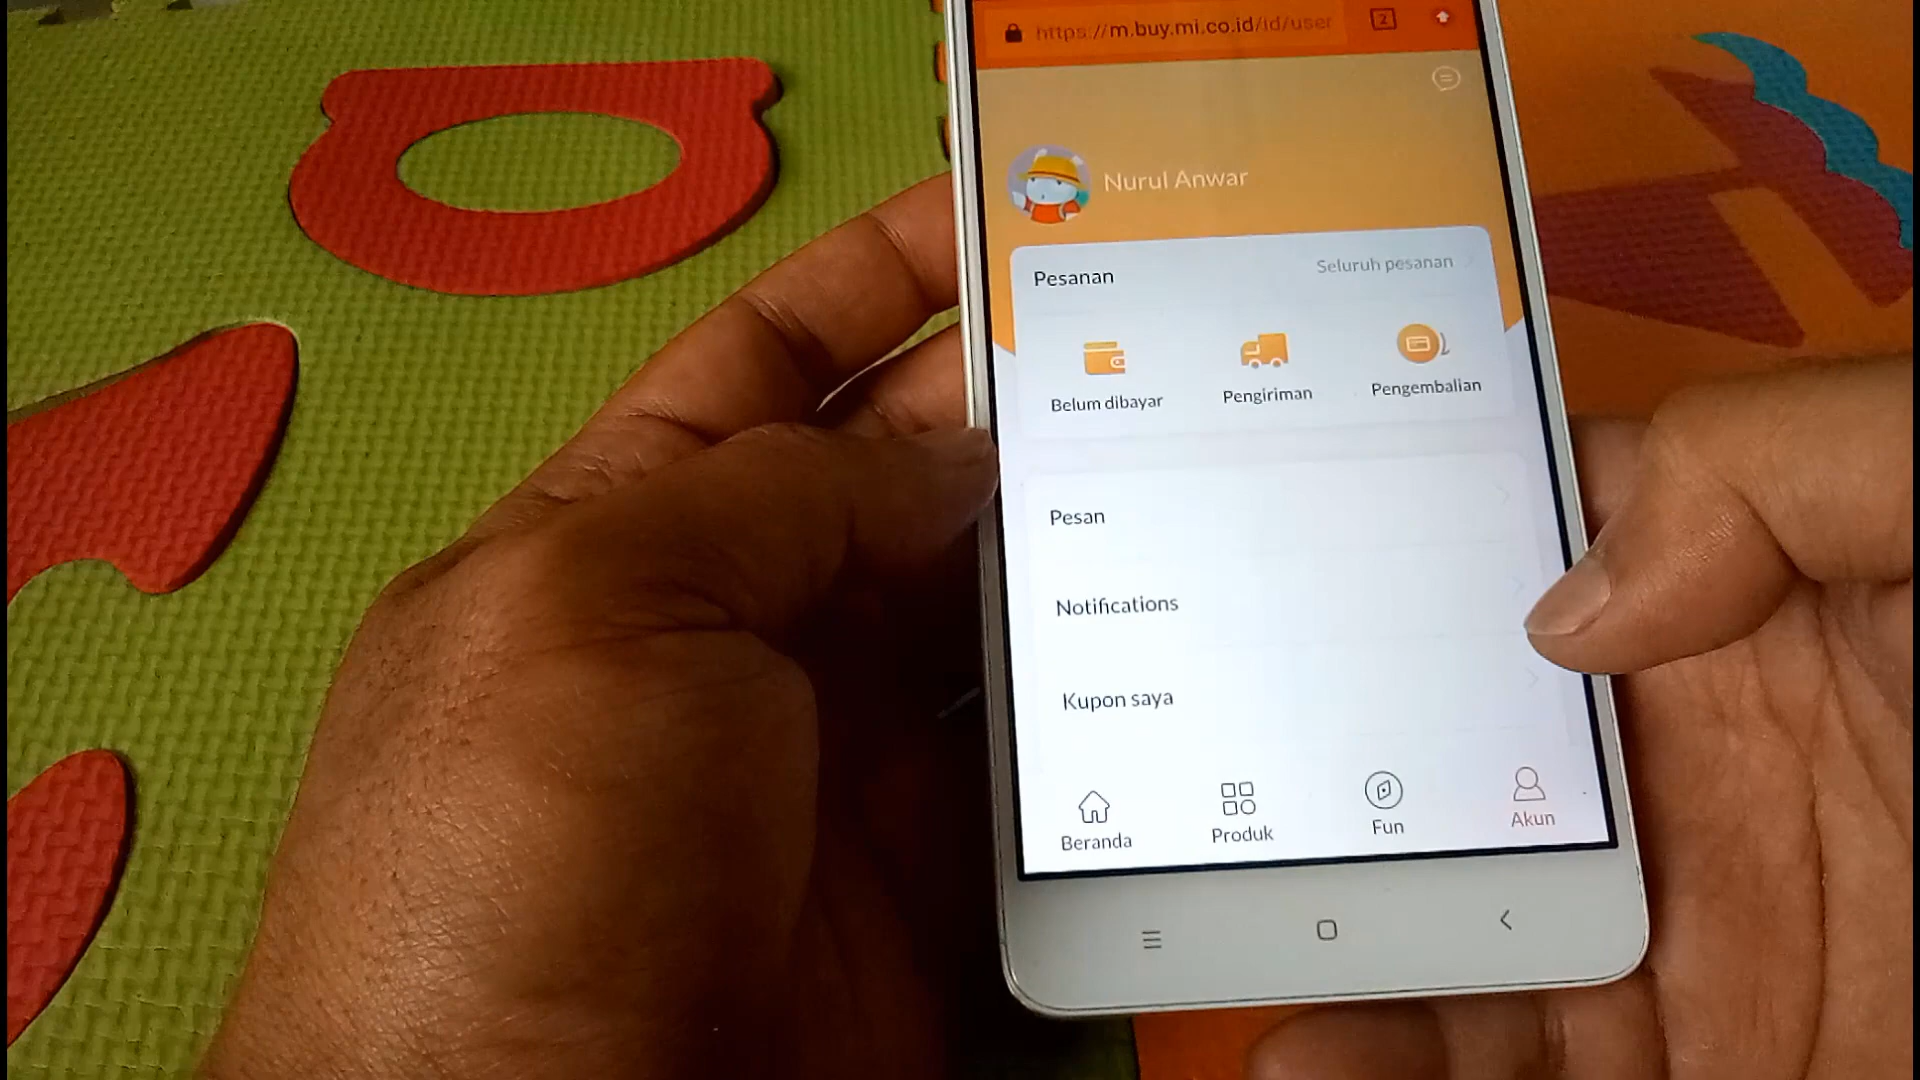 https://m.buy.mi.co.id/id/user
2
Nurul Anwar
Pesanan
Seluruh pesanan
Belum dibayar
Pengiriman
Pengembalian
Pesan
Notifications
Kupon saya
Beranda
Produk
Fun
Akun